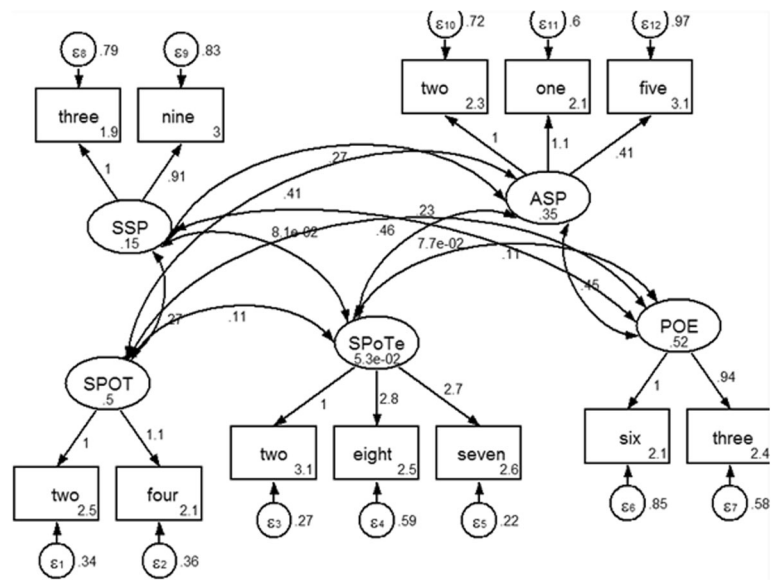 ε10 .72
ε11 .6
ε12 .97
ε8 .79
ε9 .83
two 2.3
one 2.1
five 3.1
three 1.9
nine 3
1
1.1
.41
1
.91
.27
.41
ASP .35
SSP .15
.23
8.1e-02
.46
7.7e-02
.11
.45
.27
.11
SPoTe 5.3e-02
POE .52
SPOT .5
1
2.8
2.7
1
.94
1
1.1
two 3.1
eight 2.5
seven 2.6
six 2.1
three 2.4
two 2.5
four 2.1
ε3 .27
ε4 .59
ε5 .22
ε6 .85
ε7 .58
ε1 .34
ε2 .36